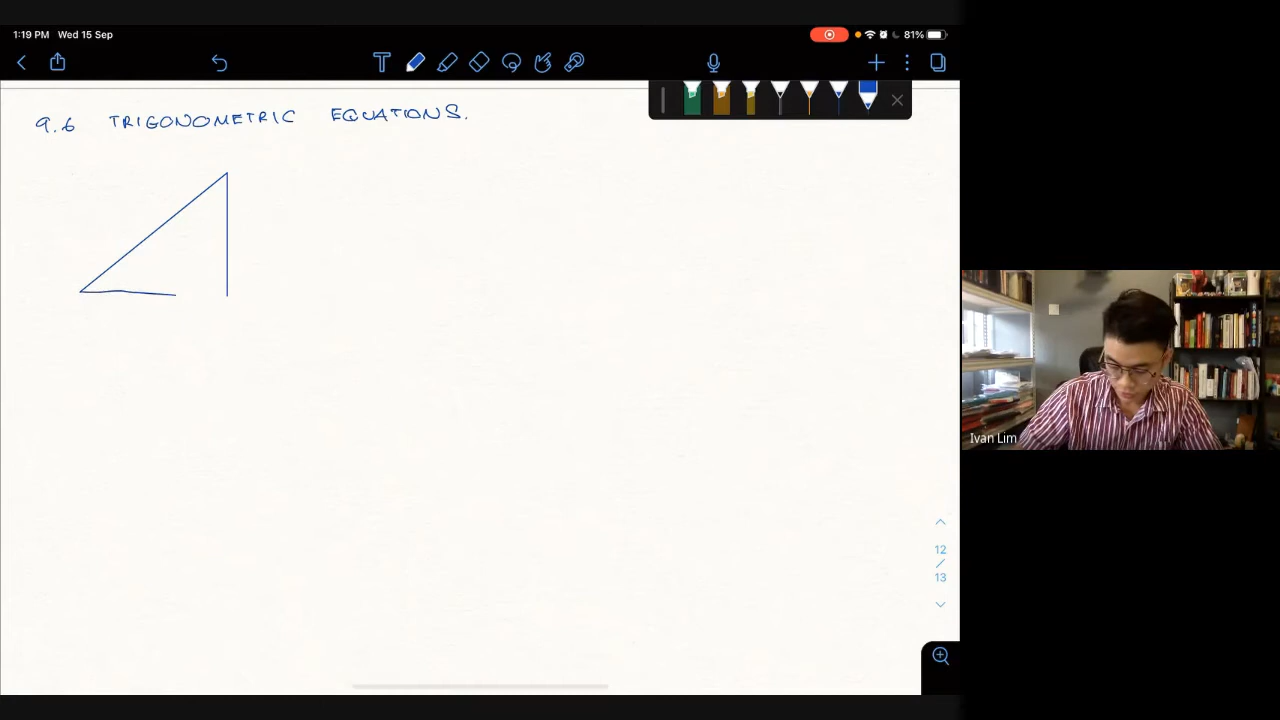 1:19 PM Wed 15 Sep
81%
9.6 TRIGONOMETRIC EQUATIONS.
Ivan Lim
12
/
13